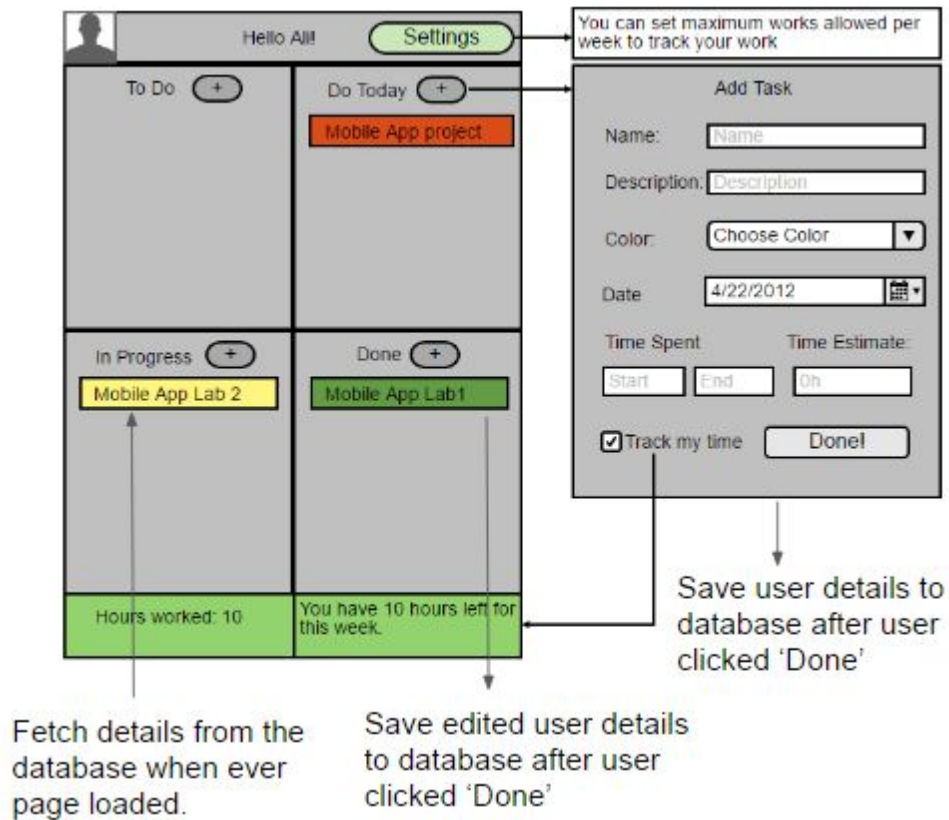 Hello Ali!
Settings
You can set maximum works allowed per
week to track your work
To Do +
Do Today +
Mobile App project
Add Task
Name: Name
Description: Description
Color: Choose Color
Date 4/22/2012
Time Spent Time Estimate:
Start End 0h
Track my time Done!
In Progress +
Mobile App Lab 2
Done +
Mobile App Lab1
Hours worked: 10
You have 10 hours left for
this week.
Save user details to
database after user
clicked ‘Done’
Fetch details from the
database when ever
page loaded.
Save edited user details
to database after user
clicked ‘Done’